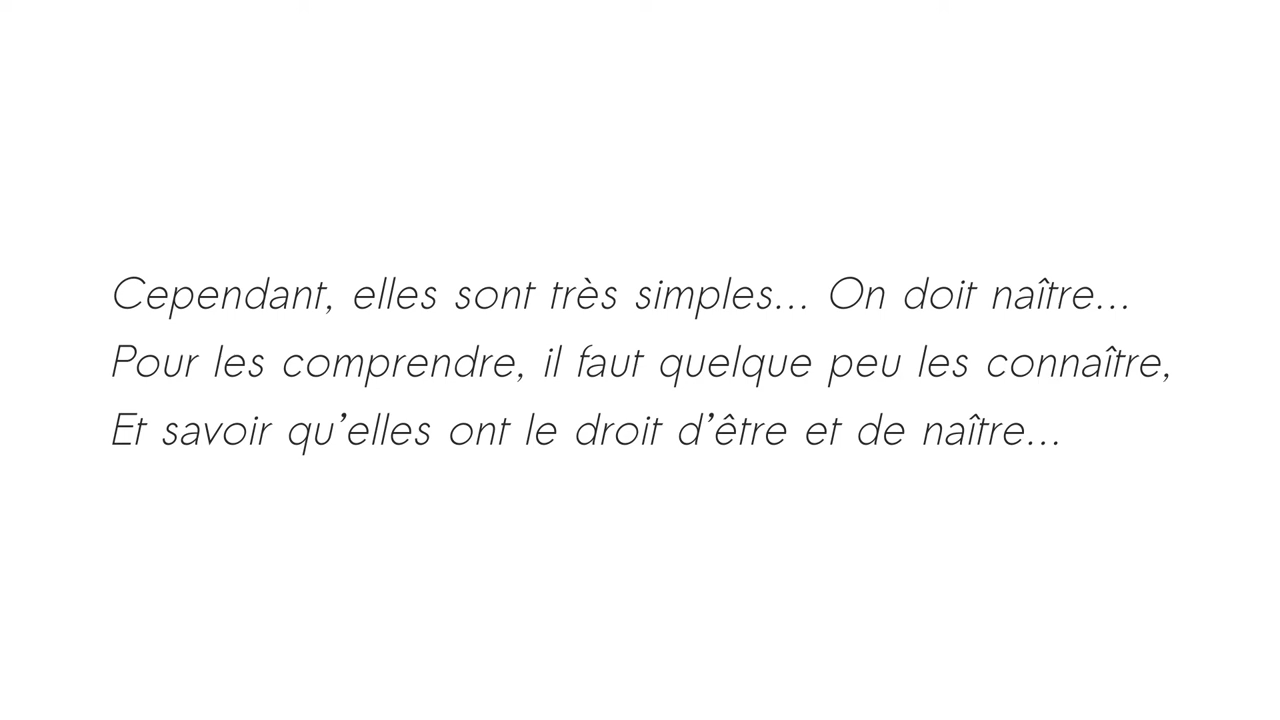 Cependant, elles sont très simples... On doit naître...
Pour les comprendre, il faut quelque peu les connaître,
Et savoir qu’elles ont le droit d’être et de naître...